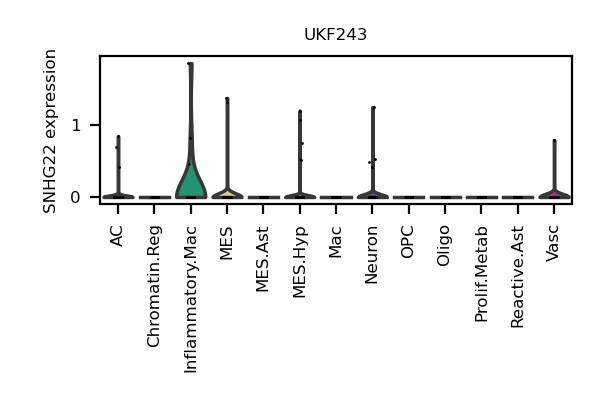 UKF243
SNHG22 expression
1
0
AC
Chromatin.Reg
Inflammatory.Mac
MES
MES.Ast
MES.Hyp
Mac
Neuron
OPC
Oligo
Prolif.Metab
Reactive.Ast
Vasc